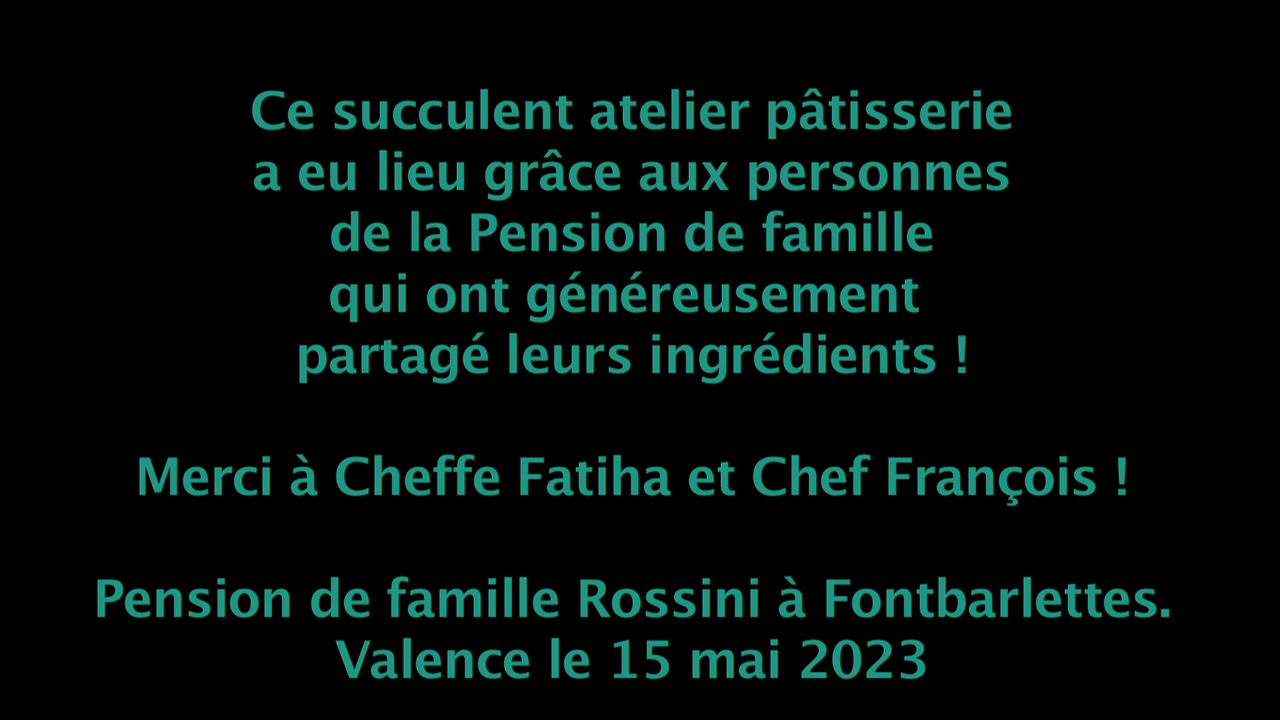 Ce succulent atelier pâtisserie
a eu lieu grâce aux personnes
de la Pension de famille
qui ont généreusement
partagé leurs ingrédients !
Merci à Cheffe Fatiha et Chef François !
Pension de famille Rossini à Fontbarlettes.
Valence le 15 mai 2023